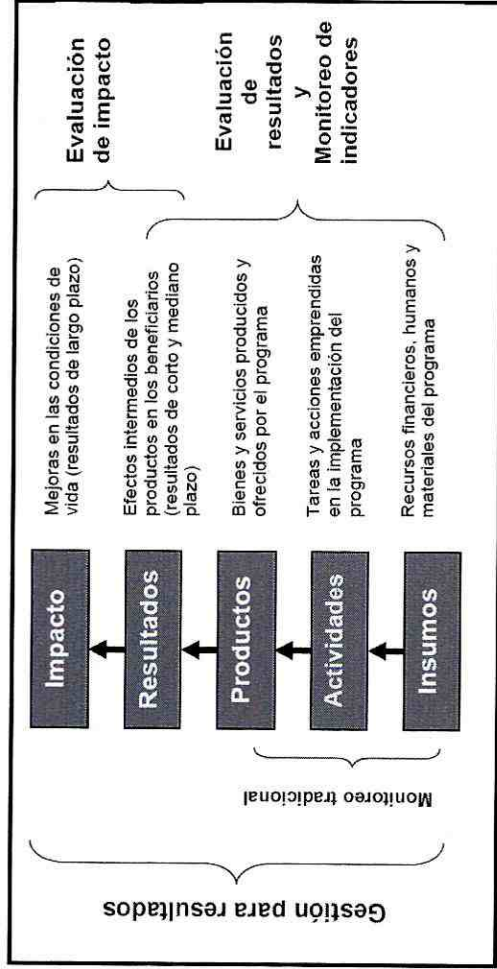 Gestión para resultados
Monitoreo tradicional
Impacto
Mejoras en las condiciones de
vida (resultados de largo plazo)
Resultados
Efectos intermedios de los
productos en los beneficiarios
(resultados de corto y mediano
plazo)
Productos
Bienes y servicios producidos y
ofrecidos por el programa
Actividades
Tareas y acciones emprendidas
en la implementación del
programa
Insumos
Recursos financieros, humanos y
materiales del programa
Evaluación
de impacto
Evaluación
de
resultados
y
Monitoreo de
indicadores